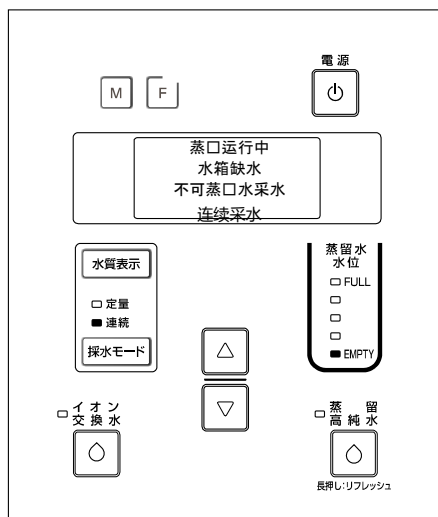 電源
M F
蒸口运行中
水箱缺水
不可蒸口水采水
连续采水
水質表示
定量
連続
採水モード
蒸留水
水位
FULL
EMPTY
イオン
交換水
蒸留
高純水
長押し:リフレッシュ